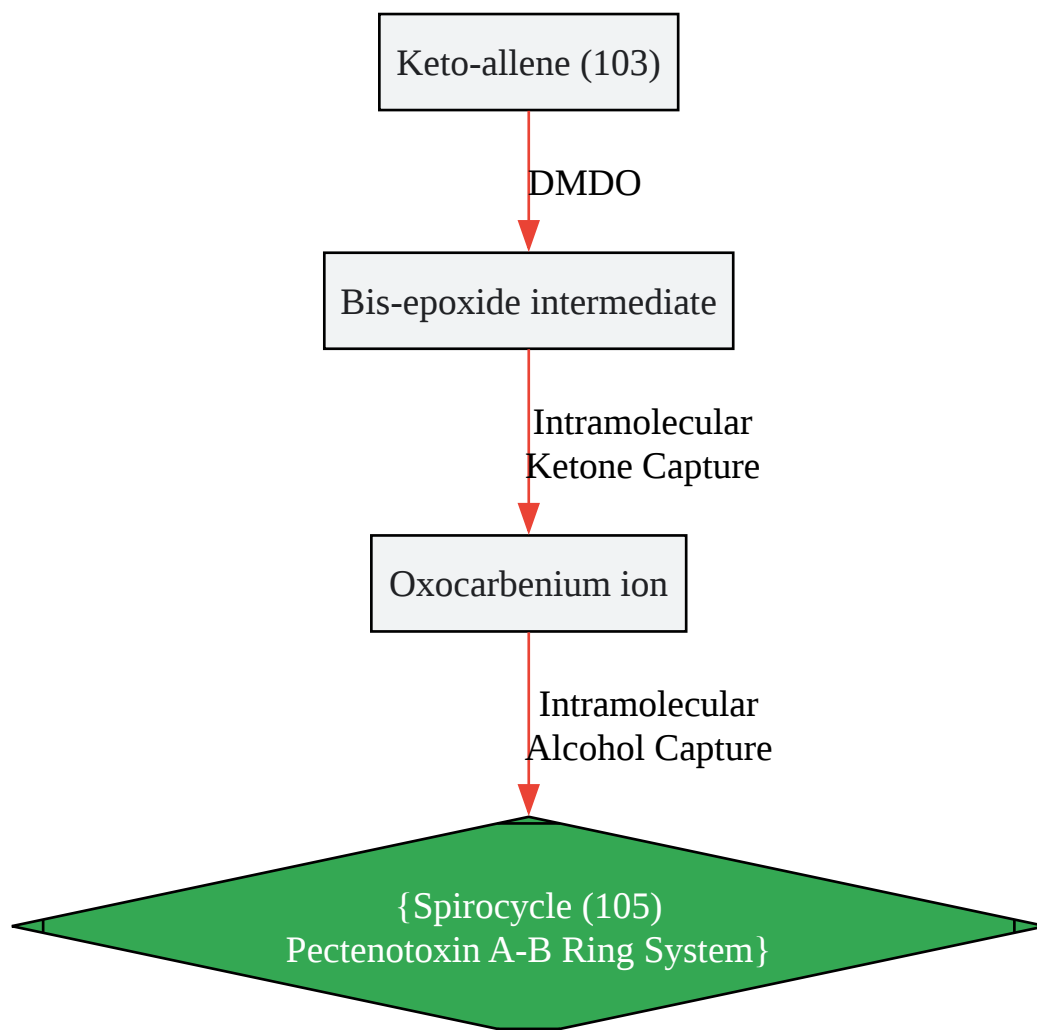 Keto-allene (103)
DMDO
Bis-epoxide intermediate
Intramolecular
Ketone Capture
Oxocarbenium ion
Intramolecular
Alcohol Capture
{Spirocycle (105)
Pectenotoxin A-B Ring System}